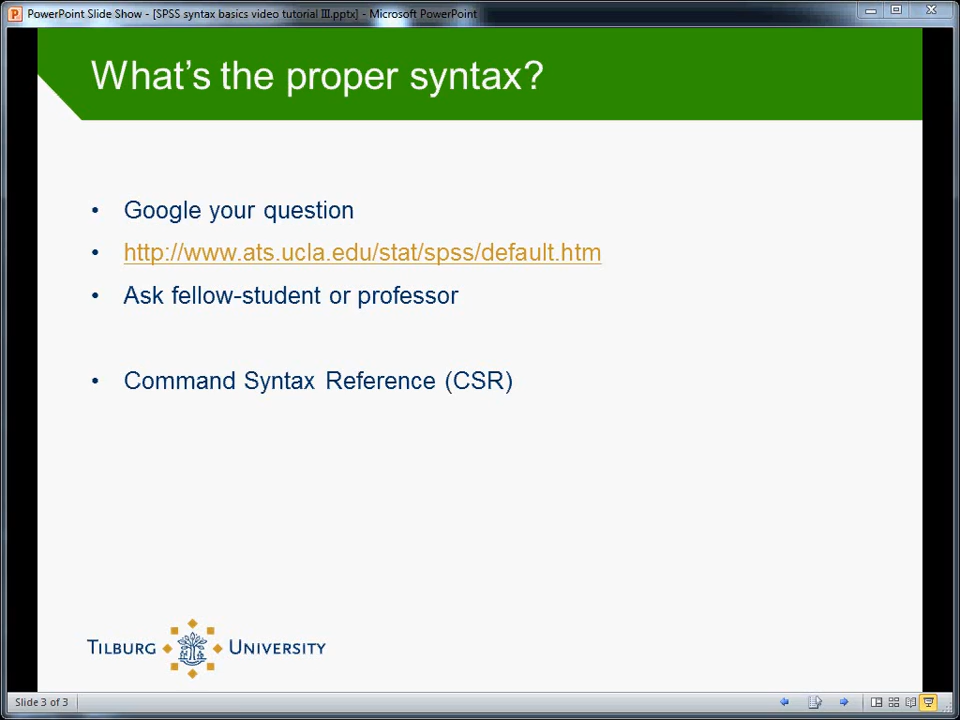 PowerPoint Slide Show - [SPSS syntax basics video tutorial III.pptx] - Microsoft PowerPoint
What's the proper syntax?
• Google your question
• http://www.ats.ucla.edu/stat/spss/default.htm
• Ask fellow-student or professor
• Command Syntax Reference (CSR)
TILBURG UNIVERSITY
Slide 3 of 3